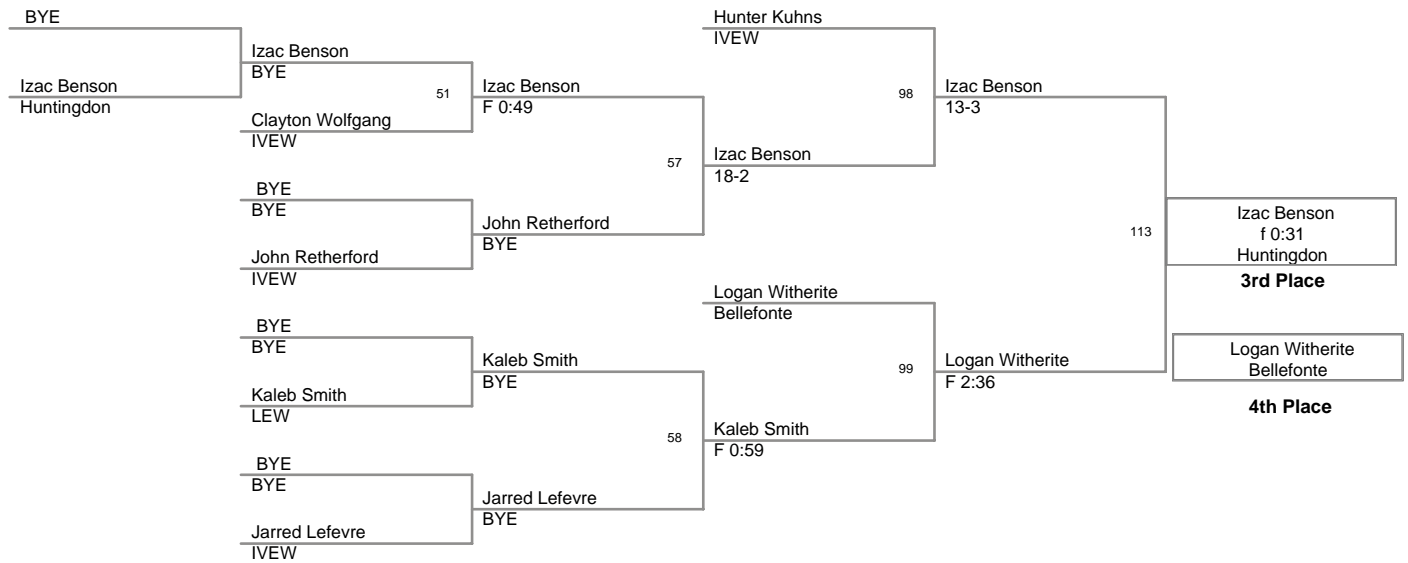 BYE
Izac Benson
Huntingdon
Izac Benson
BYE
51
Clayton Wolfgang
IVEW
BYE
BYE
John Retherford
IVEW
BYE
BYE
Kaleb Smith
LEW
BYE
BYE
Jarred Lefevre
IVEW
Izac Benson
F 0:49
57
John Retherford
BYE
Kaleb Smith
BYE
58
Jarred Lefevre
BYE
Hunter Kuhns
IVEW
98
Izac Benson
18-2
Logan Witherite
Bellefonte
99
Kaleb Smith
F 0:59
Izac Benson
13-3
113
Logan Witherite
F 2:36
Izac Benson
f 0:31
Huntingdon
3rd Place
Logan Witherite
Bellefonte
4th Place